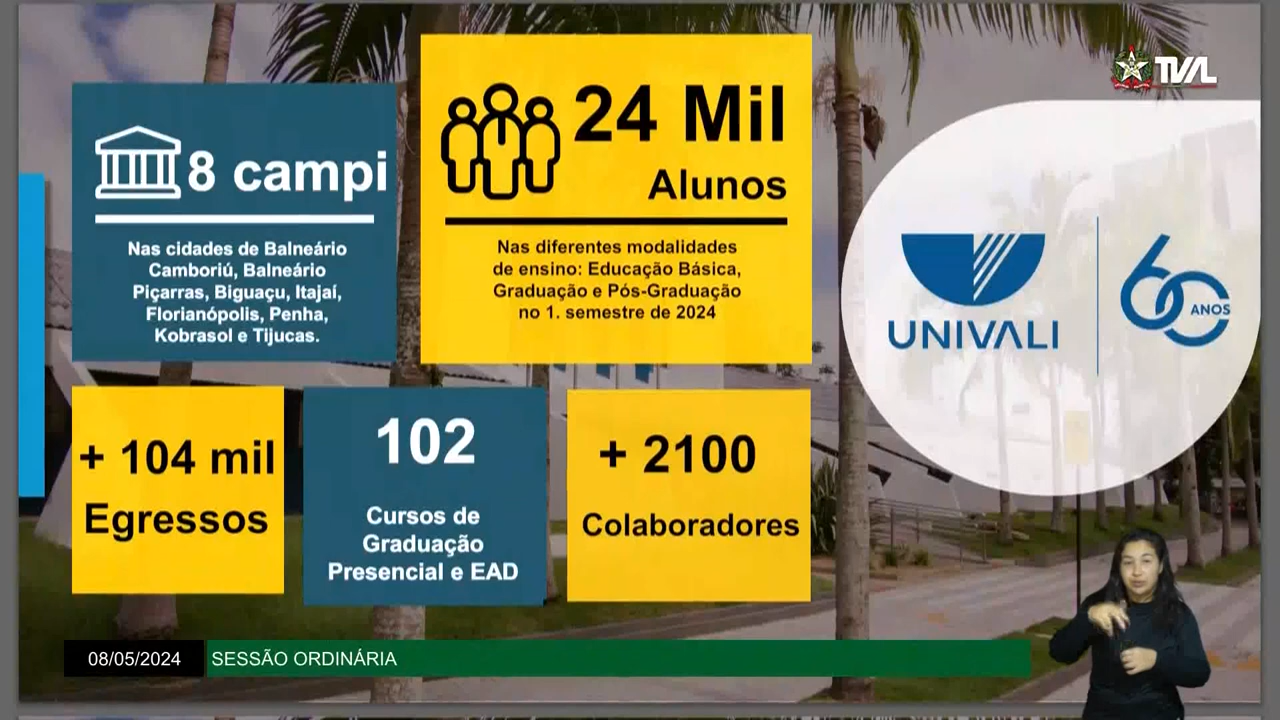 8 campi
Nas cidades de Balneário
Camboriú, Balneário
Piçarras, Biguaçu, Itajaí,
Florianópolis, Penha,
Kobrasol e Tijucas.
24 Mil
Alunos
Nas diferentes modalidades
de ensino: Educação Básica,
Graduação e Pós-Graduação
no 1. semestre de 2024
TVAL
UNIVALI
60
ANOS
+ 104 mil
Egressos
102
Cursos de
Graduação
Presencial e EAD
+ 2100
Colaboradores
08/05/2024
SESSÃO ORDINÁRIA